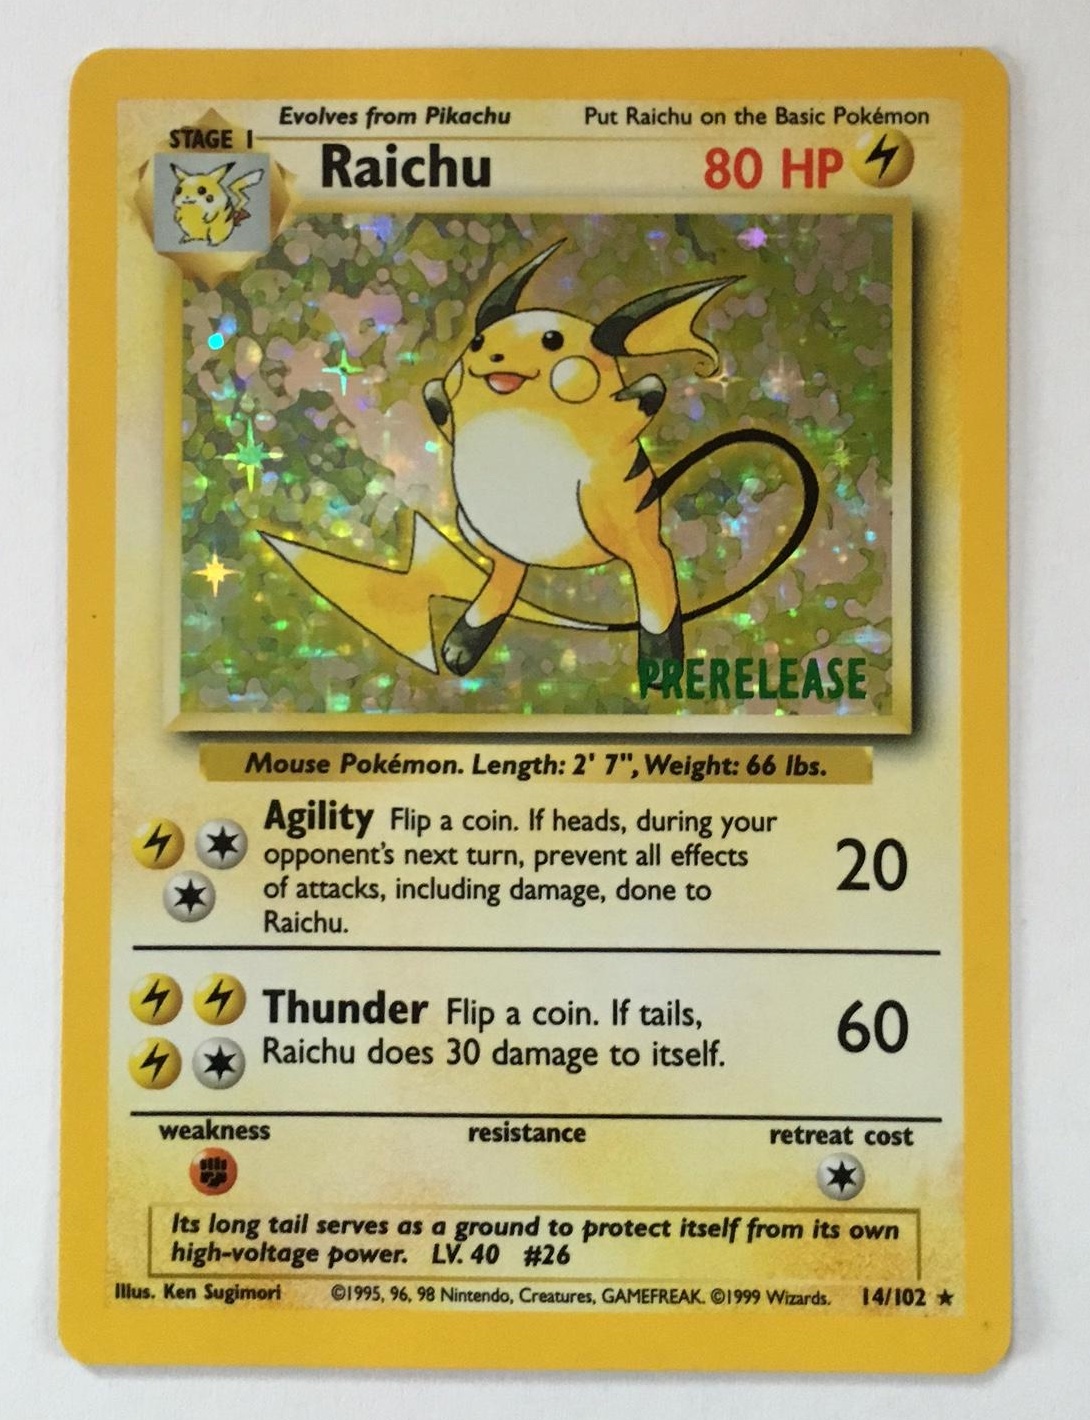 Evolves from Pikachu Put Raichu on the Basic Pokémon
STAGE 1
Raichu 80 HP
PRERELEASE
Mouse Pokémon. Length: 2' 7", Weight: 66 lbs.
Agility Flip a coin. If heads, during your
opponent's next turn, prevent all effects
of attacks, including damage, done to
Raichu.
20
Thunder Flip a coin. If tails,
Raichu does 30 damage to itself.
60
weakness resistance retreat cost
Its long tail serves as a ground to protect itself from its own
high-voltage power. LV. 40 #26
Illus. Ken Sugimori ©1995, 96, 98 Nintendo, Creatures, GAMEFREAK. ©1999 Wizards. 14/102 ★